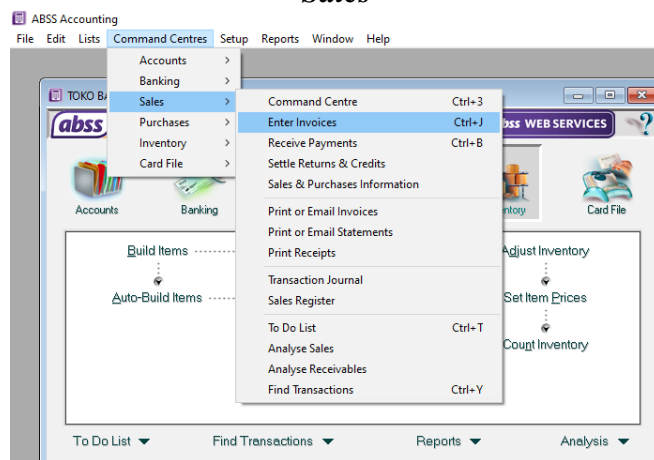 Sales
ABSS Accounting
File Edit Lists Command Centres Setup Reports Window Help
Accounts >
Banking >
Sales >
Purchases >
Inventory >
Card File >
TOKO
abss
Command Centre Ctrl+3
Enter Invoices Ctrl+J
Receive Payments Ctrl+B
Settle Returns & Credits
Sales & Purchases Information
Print or Email Invoices
Print or Email Statements
Print Receipts
Transaction Journal
Sales Register
To Do List Ctrl+T
Analyse Sales
Analyse Receivables
Find Transactions Ctrl+Y
WEB SERVICES
?
Accounts Banking Card File
Build Items
Auto-Build Items
Adjust Inventory
Set Item Prices
Count Inventory
To Do List Find Transactions Reports Analysis